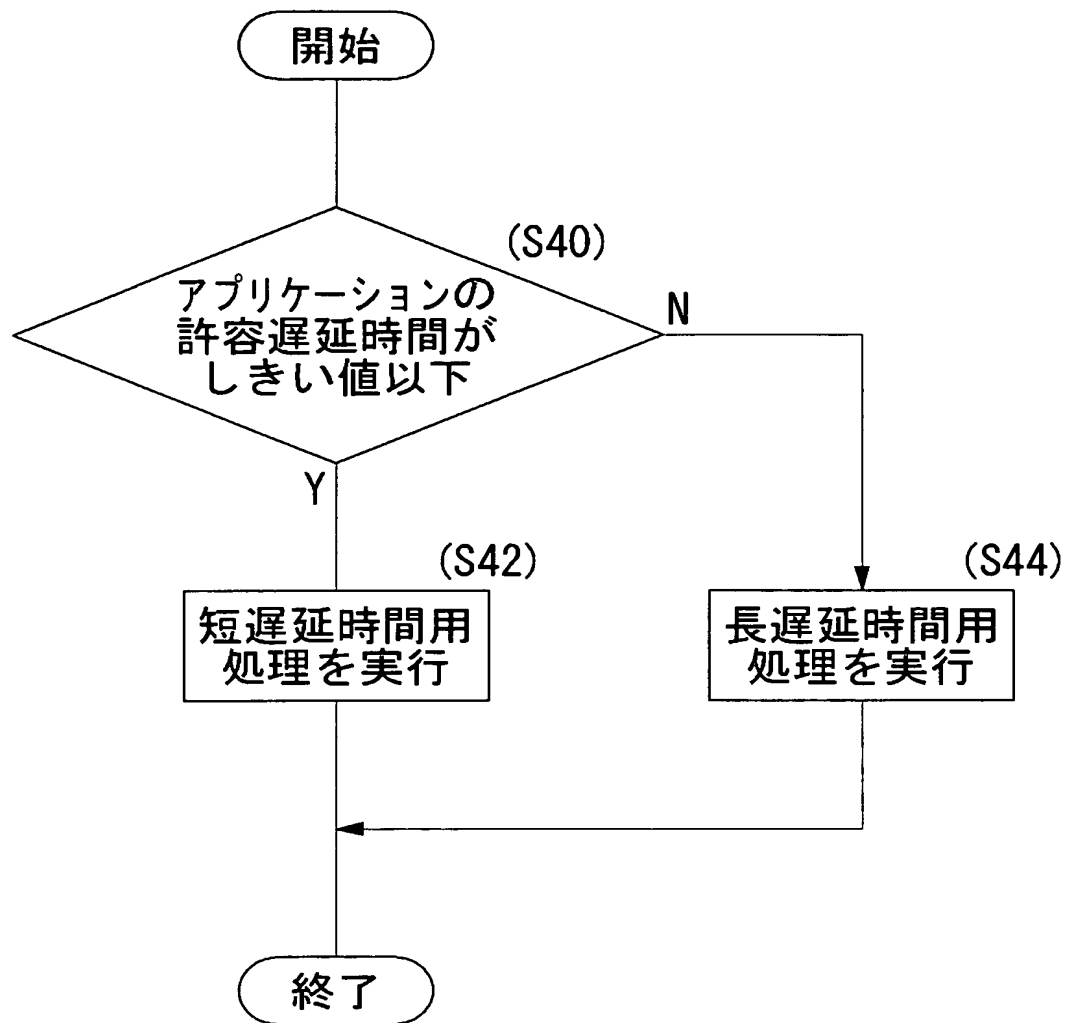 開始
(S40)
アプリケーションの
許容遅延時間が
しきい値以下
N
Y
(S42)
短遅延時間用
処理を実行
(S44)
長遅延時間用
処理を実行
終了